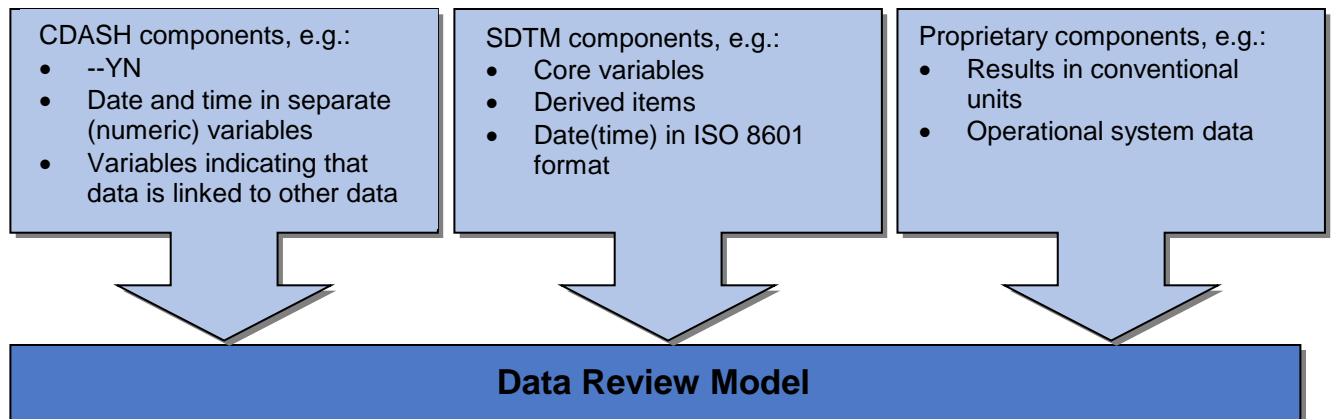 CDASH components, e.g.:
• --YN
• Date and time in separate
(numeric) variables
• Variables indicating that
data is linked to other data
SDTM components, e.g.:
• Core variables
• Derived items
• Date(time) in ISO 8601
format
Proprietary components, e.g.:
• Results in conventional
units
• Operational system data
Data Review Model